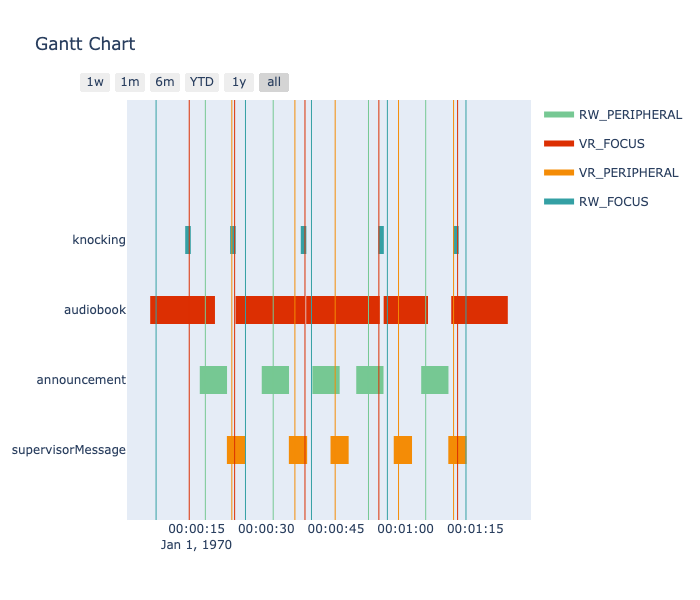 Gantt Chart
1w 1m 6m YTD 1y all
RW_PERIPHERAL
VR_FOCUS
VR_PERIPHERAL
RW_FOCUS
knocking
audiobook
announcement
supervisorMessage
00:00:15 00:00:30 00:00:45 00:01:00 00:01:15
Jan 1, 1970